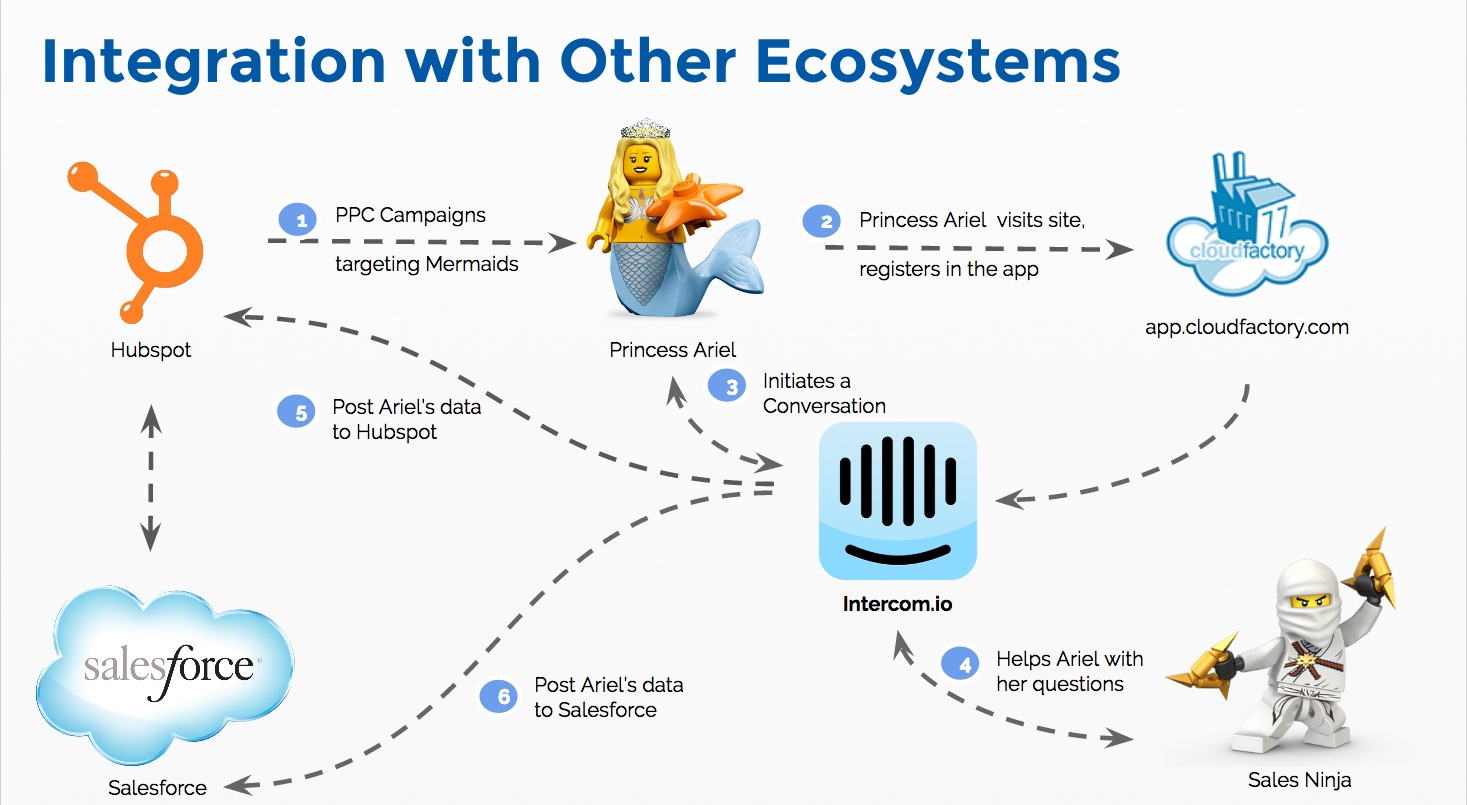 Integration with Other Ecosystems
1
PPC Campaigns
targeting Mermaids
2
Princess Ariel visits site,
registers in the app
cloudfactory
app.cloudfactory.com
Hubspot
Princess Ariel
3
Initiates a
Conversation
5
Post Ariel's data
to Hubspot
Intercom.io
salesforce
4
Helps Ariel with
her questions
6
Post Ariel's data
to Salesforce
Salesforce
Sales Ninja